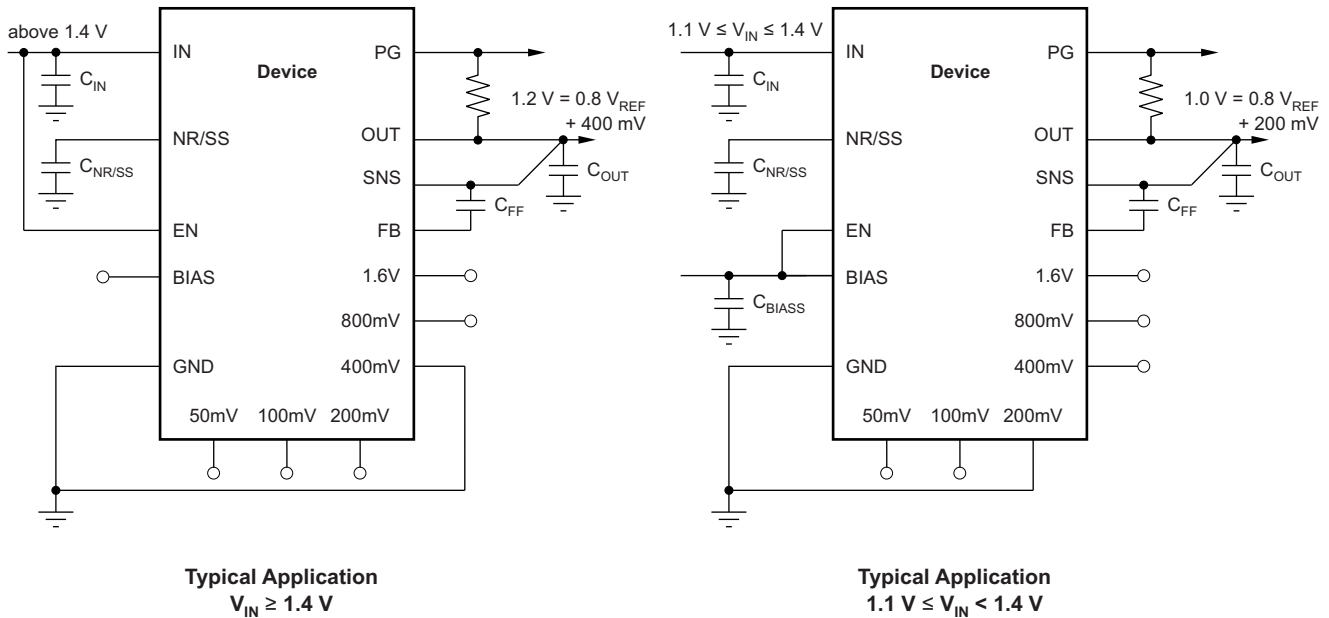 above 1.4 V
IN
PG
Device
C_IN
1.2 V = 0.8 V_REF
+ 400 mV
NR/SS
OUT
C_NR/SS
SNS
C_OUT
C_FF
EN
FB
BIAS
1.6V
800mV
GND
400mV
50mV 100mV 200mV
Typical Application
V_IN ≥ 1.4 V
1.1 V ≤ V_IN ≤ 1.4 V
IN
PG
Device
C_IN
1.0 V = 0.8 V_REF
+ 200 mV
NR/SS
OUT
C_NR/SS
SNS
C_OUT
C_FF
EN
FB
BIAS
1.6V
C_BIASS
800mV
GND
400mV
50mV 100mV 200mV
Typical Application
1.1 V ≤ V_IN < 1.4 V